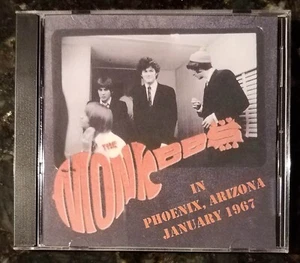 THE
MONKEES
IN
PHOENIX, ARIZONA
JANUARY 1967